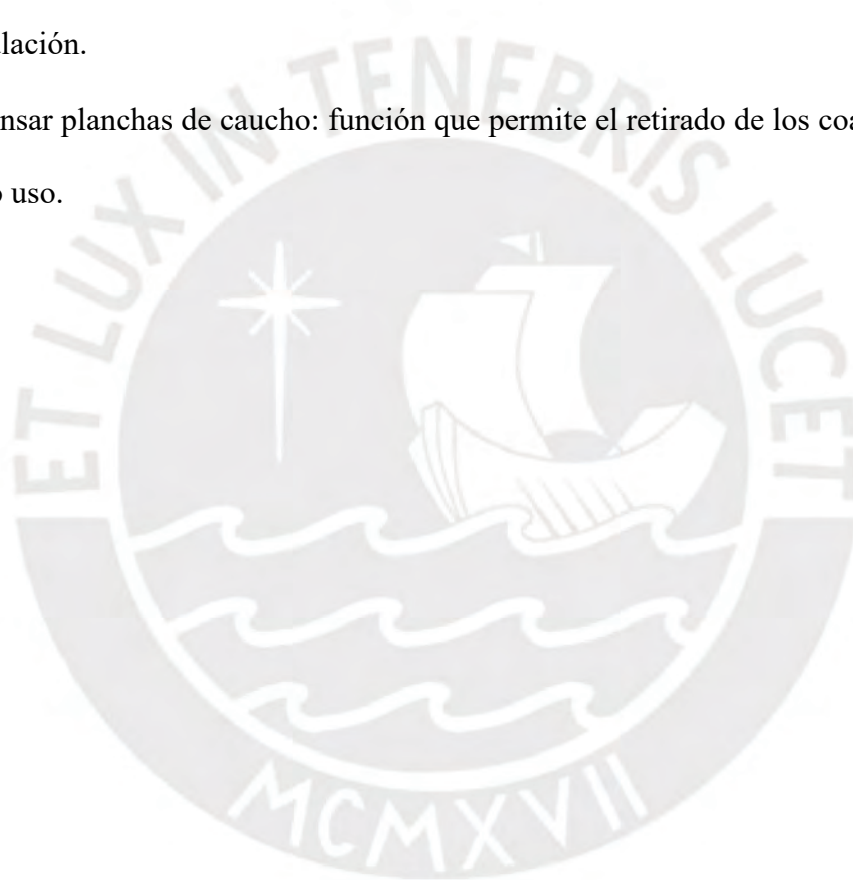 lación.
nsar planchas de caucho: función que permite el retirado de los coa
uso.
ET LUX IN TENEBRIS LUCET
MCMXVII